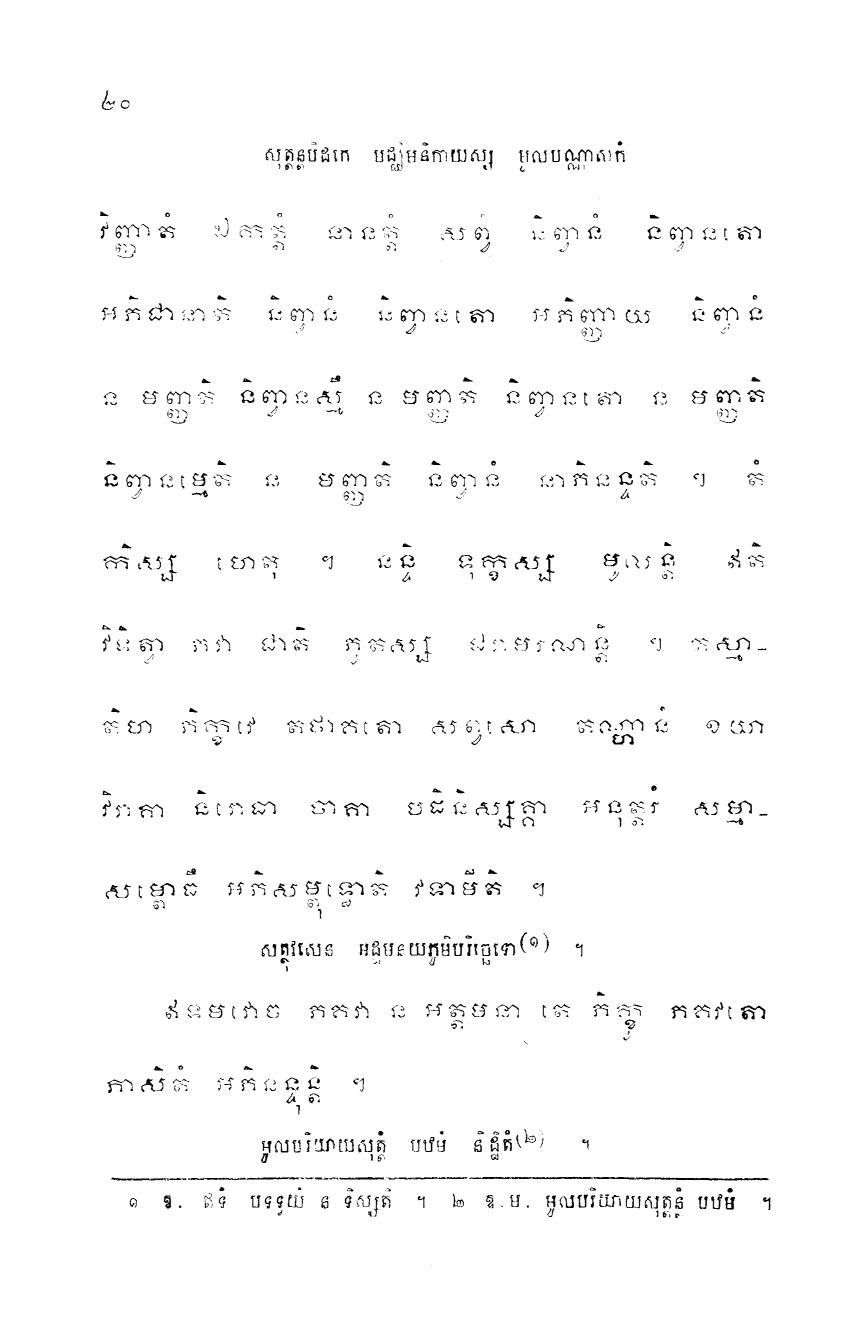 ២០
សុត្តន្តបិដកេ មជ្ឈិមនិកាយស្ស មូលបណ្ណាសកំ
វិញ្ញាតំ ឯកត្តំ នានត្តំ សព្វំ និព្វានំ និព្វានតោ
អភិជានាតិ និព្វានំ និព្វានតោ អភិញ្ញាយ និព្វានំ
ន មញ្ញតិ និព្វានស្មឹ ន មញ្ញតិ និព្វានតោ ន មញ្ញតិ
និព្វានម្មេតិ ន មញ្ញតិ និព្វានំ នាភិនន្ទតិ ។ តំ
កិស្ស ហេតុ ។ នន្ទិ ទុក្ខស្ស មូលន្តិ ឥតិ
វិទិត្វា ភវា ជាតិ ភូតស្ស ជរាមរណន្តិ ។ តស្មា-
តិហ ភិក្ខវេ តថាគតោ សព្វសោ តណ្ហានំ ខយា
វិរាគា និរោធា ចាគា បដិនិស្សគ្គា អនុត្តរំ សម្មា-
សម្ពោធឹ អភិសម្ពុទ្ធោតិ វទាមីតិ ។
សត្ថុវសេន អដ្ឋមនយភូមិបរិច្ឆេទោ(១) ។
ឥទមវោច ភគវា ន អត្តមនា តេ ភិក្ខូ ភគវតោ
ភាសិតំ អភិនន្ទុន្តិ ។
មូលបរិយាយសុត្តំ បឋមំ និដ្ឋិតំ(២) ។
១ ឱ. ឥទំ បទទ្វយំ ន ទិស្សតិ ។ ២ ឱ.ម. មូលបរិយាយសុត្តន្តំ បឋមំ ។